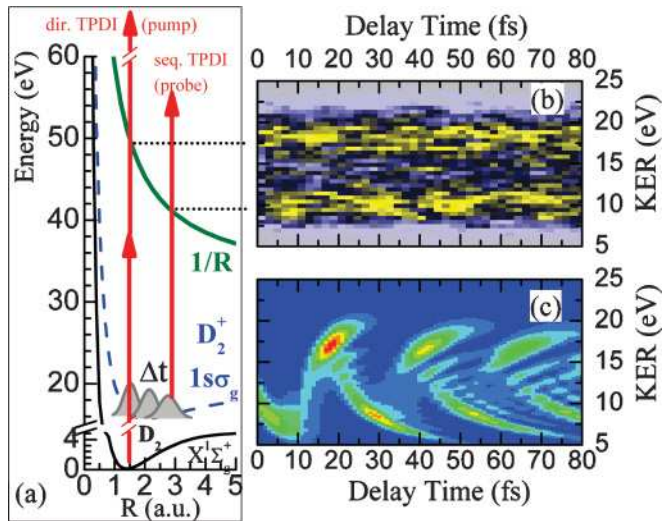 dir. TPDI (pump)
seq. TPDI
(probe)
Energy (eV)
60
50
40
30
20
4
0
1/R
D₂⁺
1sσg
Δt
D₂
X¹Σg⁺
(a)
0 1 2 3 4 5
R (a.u.)
Delay Time (fs)
0 10 20 30 40 50 60 70 80
(b)
25
20
15
10
5
KER (eV)
(c)
25
20
15
10
5
KER (eV)
0 10 20 30 40 50 60 70 80
Delay Time (fs)